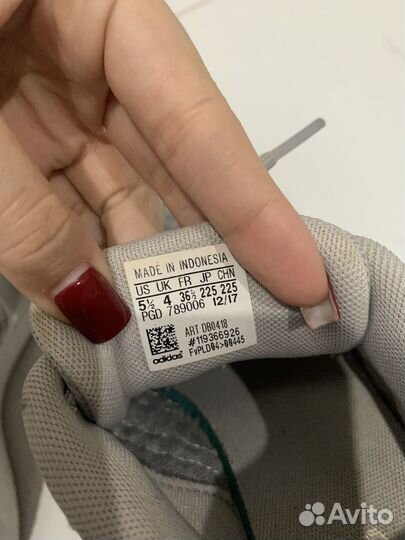 MADE IN INDONESIA
US UK FR JP CHN
5½ 4 36⅔ 225 225
PGD 789006 12/17
ART DB0418
#119366926
FvPLD04>00445
adidas
Avito